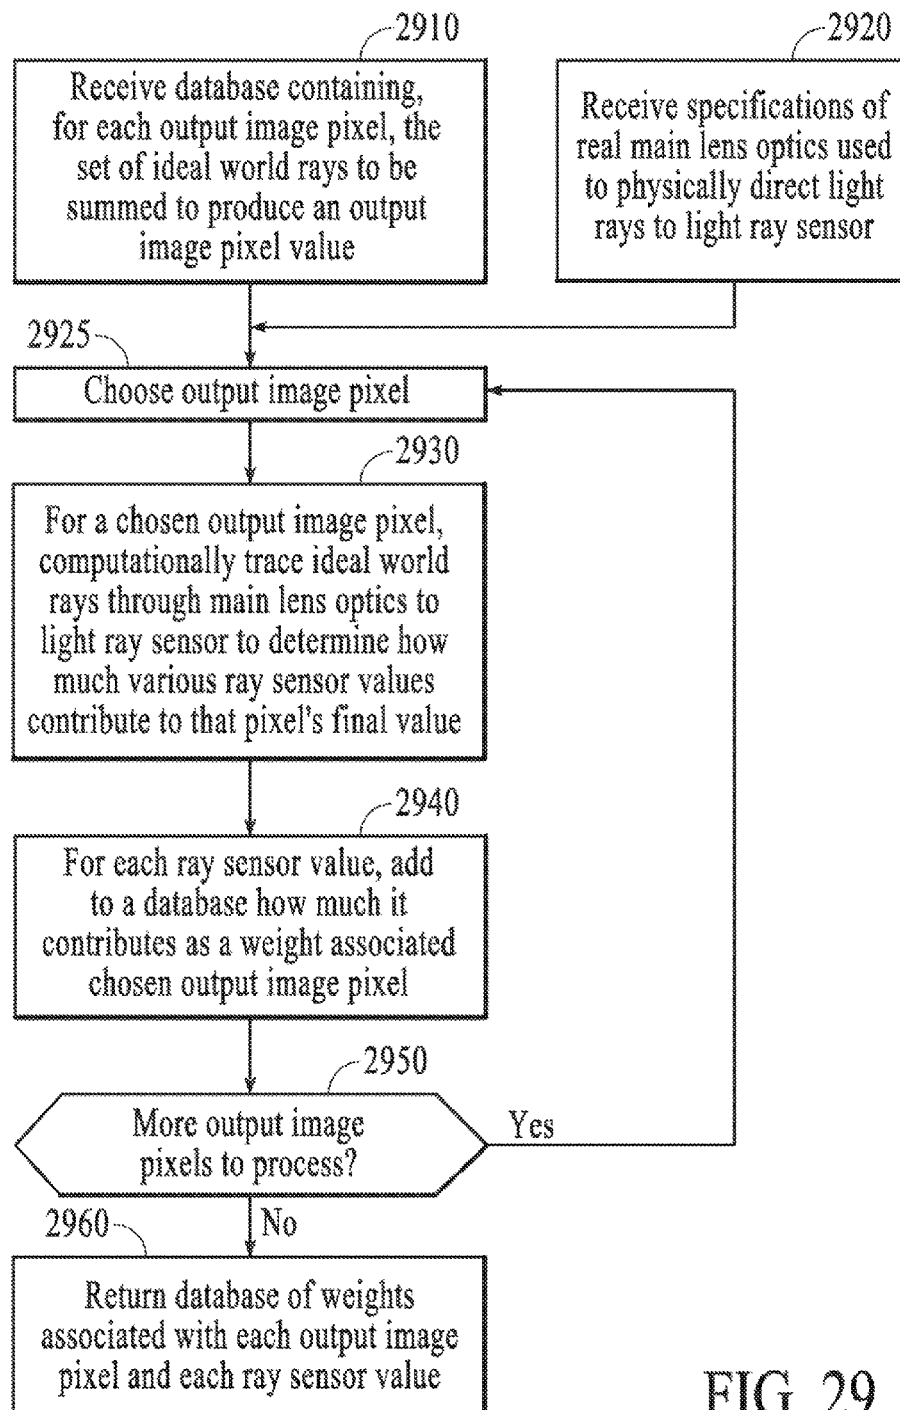 2910
Receive database containing,
for each output image pixel, the
set of ideal world rays to be
summed to produce an output
image pixel value
2920
Receive specifications of
real main lens optics used
to physically direct light
rays to light ray sensor
2925
Choose output image pixel
2930
For a chosen output image pixel,
computationally trace ideal world
rays through main lens optics to
light ray sensor to determine how
much various ray sensor values
contribute to that pixel's final value
2940
For each ray sensor value, add
to a database how much it
contributes as a weight associated
chosen output image pixel
2950
More output image
pixels to process?
Yes
No
2960
Return database of weights
associated with each output image
pixel and each ray sensor value
FIG. 29